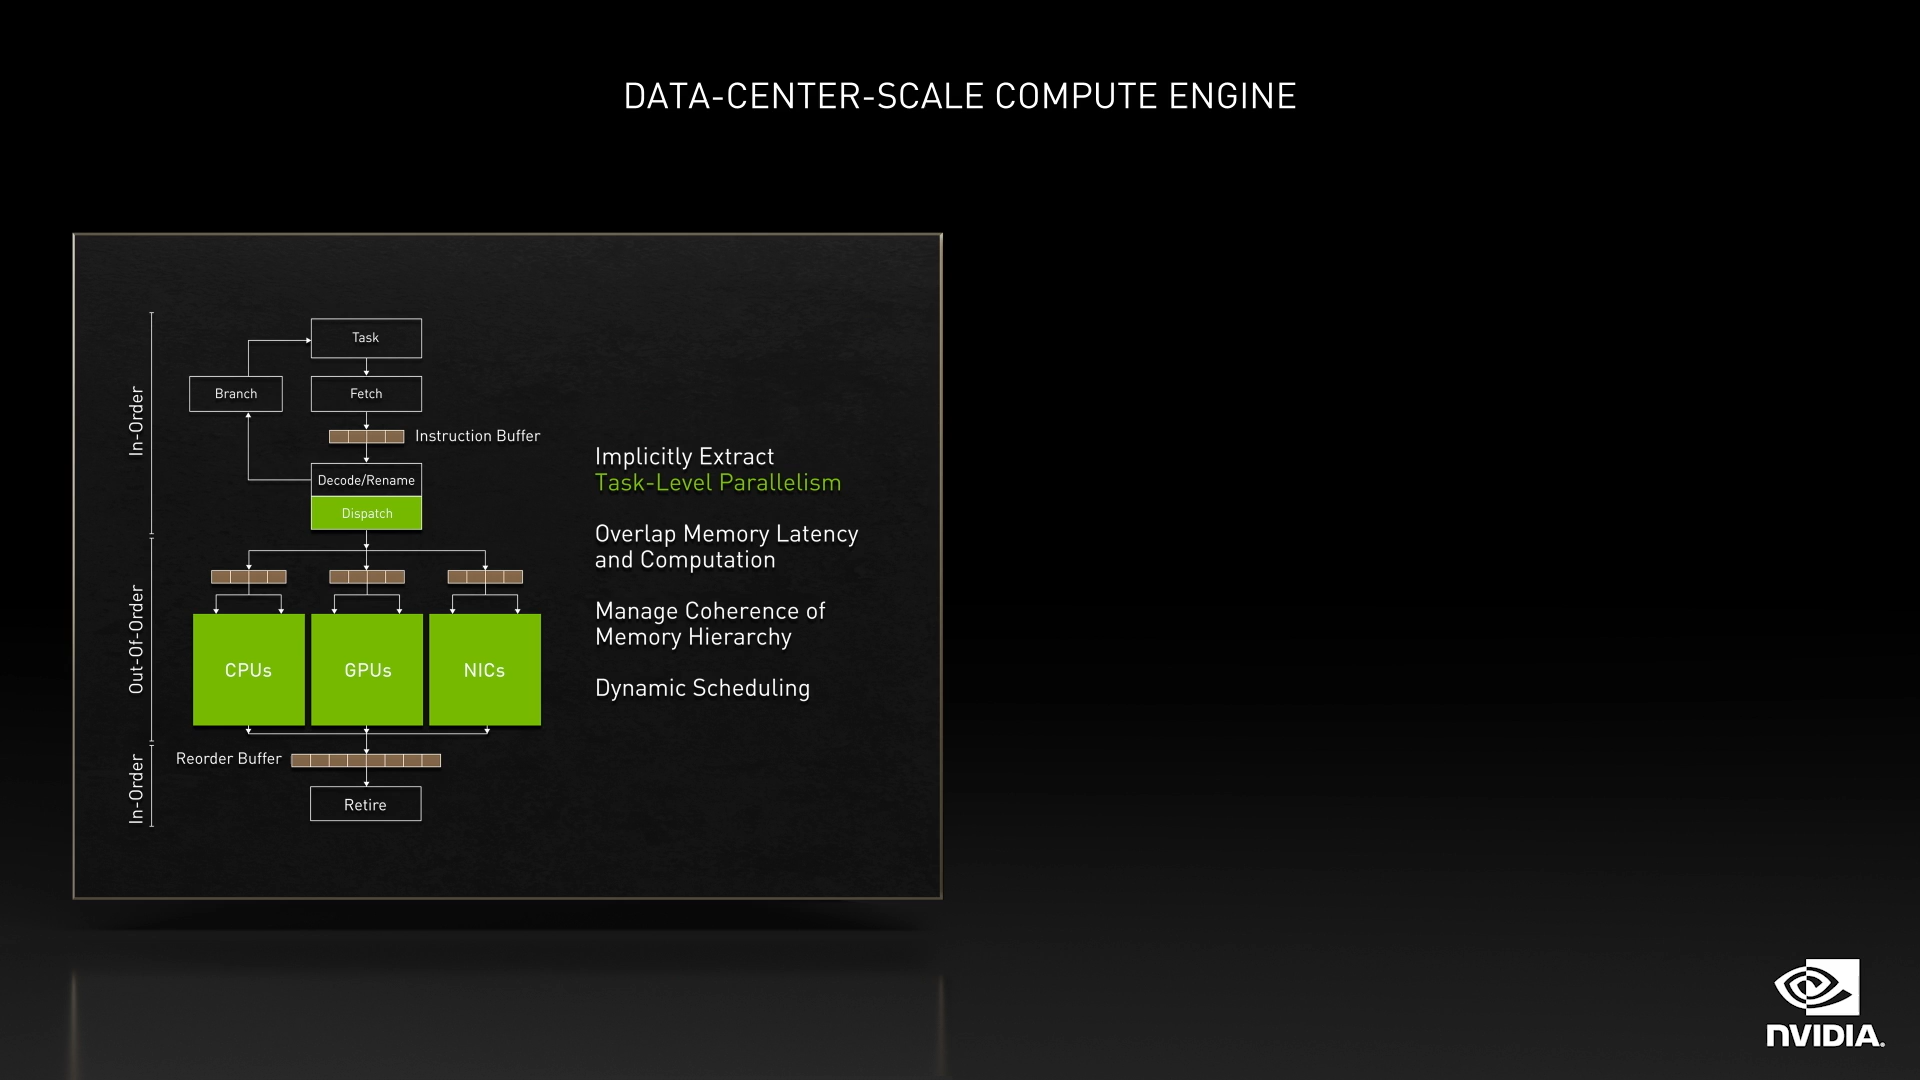 DATA-CENTER-SCALE COMPUTE ENGINE
In-Order
Out-Of-Order
In-Order
Task
Branch
Fetch
Instruction Buffer
Decode/Rename
Dispatch
CPUs
GPUs
NICs
Reorder Buffer
Retire
Implicitly Extract
Task-Level Parallelism
Overlap Memory Latency
and Computation
Manage Coherence of
Memory Hierarchy
Dynamic Scheduling
NVIDIA.